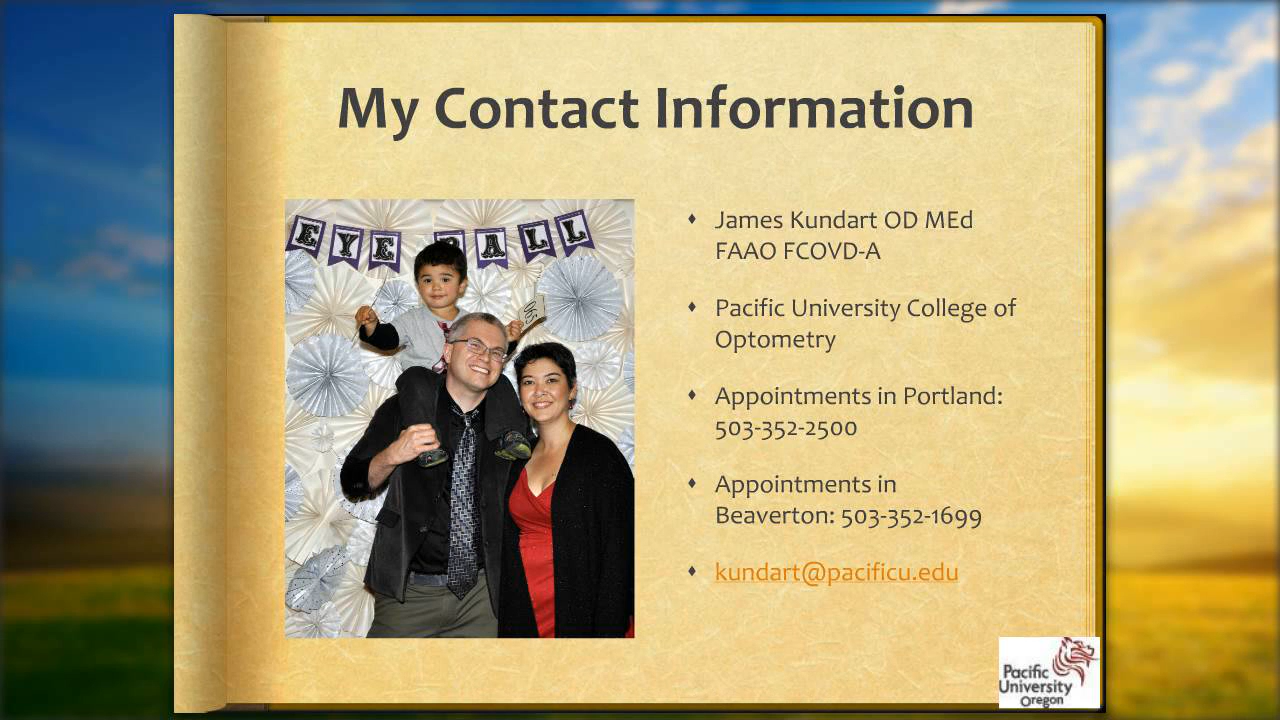 My Contact Information
EYE BALL
James Kundart OD MEd
FAAO FCOVD-A
Pacific University College of
Optometry
Appointments in Portland:
503-352-2500
Appointments in
Beaverton: 503-352-1699
kundart@pacificu.edu
Pacific
University
Oregon